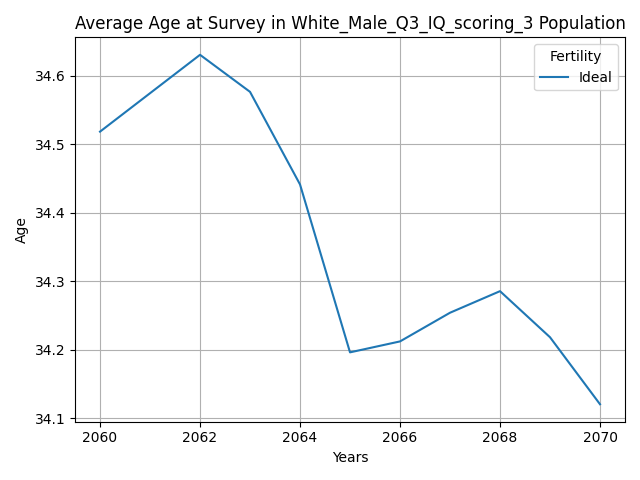 Average Age at Survey in White_Male_Q3_IQ_scoring_3 Population
Fertility
Ideal
34.6
34.5
34.4
34.3
34.2
34.1
Age
2060
2062
2064
2066
2068
2070
Years